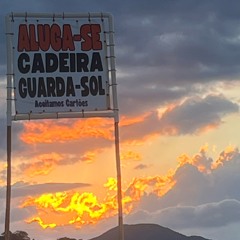 ALUGA-SE
CADEIRA
GUARDA-SOL
Aceitamos Cartões